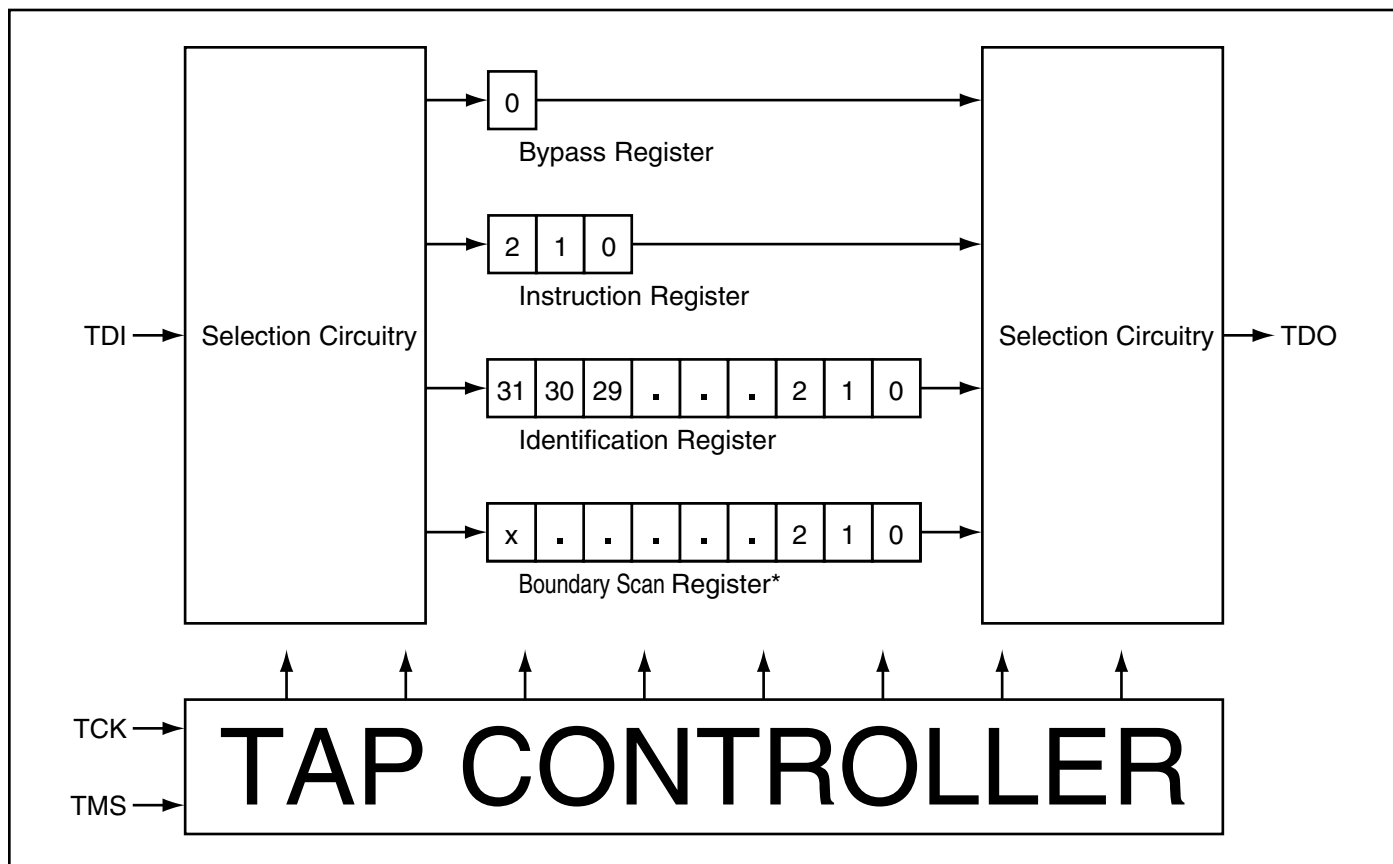 0
Bypass Register
2 1 0
Instruction Register
TDI
Selection Circuitry
Selection Circuitry
TDO
31 30 29 . . . 2 1 0
Identification Register
x . . . . . 2 1 0
Boundary Scan Register*
TCK
TMS
TAP CONTROLLER